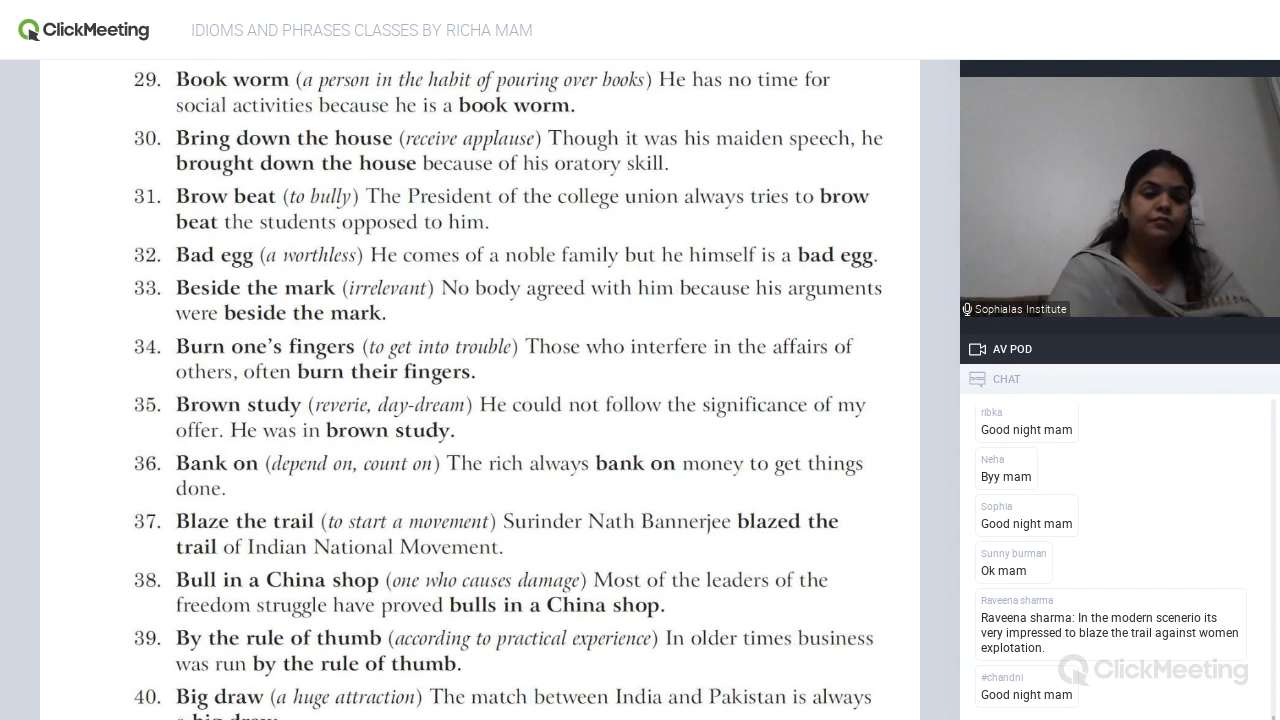 ClickMeeting
IDIOMS AND PHRASES CLASSES BY RICHA MAM
29. Book worm (a person in the habit of pouring over books) He has no time for
social activities because he is a book worm.
30. Bring down the house (receive applause) Though it was his maiden speech, he
brought down the house because of his oratory skill.
31. Brow beat (to bully) The President of the college union always tries to brow
beat the students opposed to him.
32. Bad egg (a worthless) He comes of a noble family but he himself is a bad egg.
33. Beside the mark (irrelevant) No body agreed with him because his arguments
were beside the mark.
34. Burn one's fingers (to get into trouble) Those who interfere in the affairs of
others, often burn their fingers.
35. Brown study (reverie, day-dream) He could not follow the significance of my
offer. He was in brown study.
36. Bank on (depend on, count on) The rich always bank on money to get things
done.
37. Blaze the trail (to start a movement) Surinder Nath Bannerjee blazed the
trail of Indian National Movement.
38. Bull in a China shop (one who causes damage) Most of the leaders of the
freedom struggle have proved bulls in a China shop.
39. By the rule of thumb (according to practical experience) In older times business
was run by the rule of thumb.
40. Big draw (a huge attraction) The match between India and Pakistan is always
a big draw.
Sophialas Institute
AV POD
CHAT
ribka
Good night mam
Neha
Byy mam
Sophia
Good night mam
Sunny burman
Ok mam
Raveena sharma
Raveena sharma: In the modern scenerio its
very impressed to blaze the trail against women
explotation.
#chandni
Good night mam
ClickMeeting